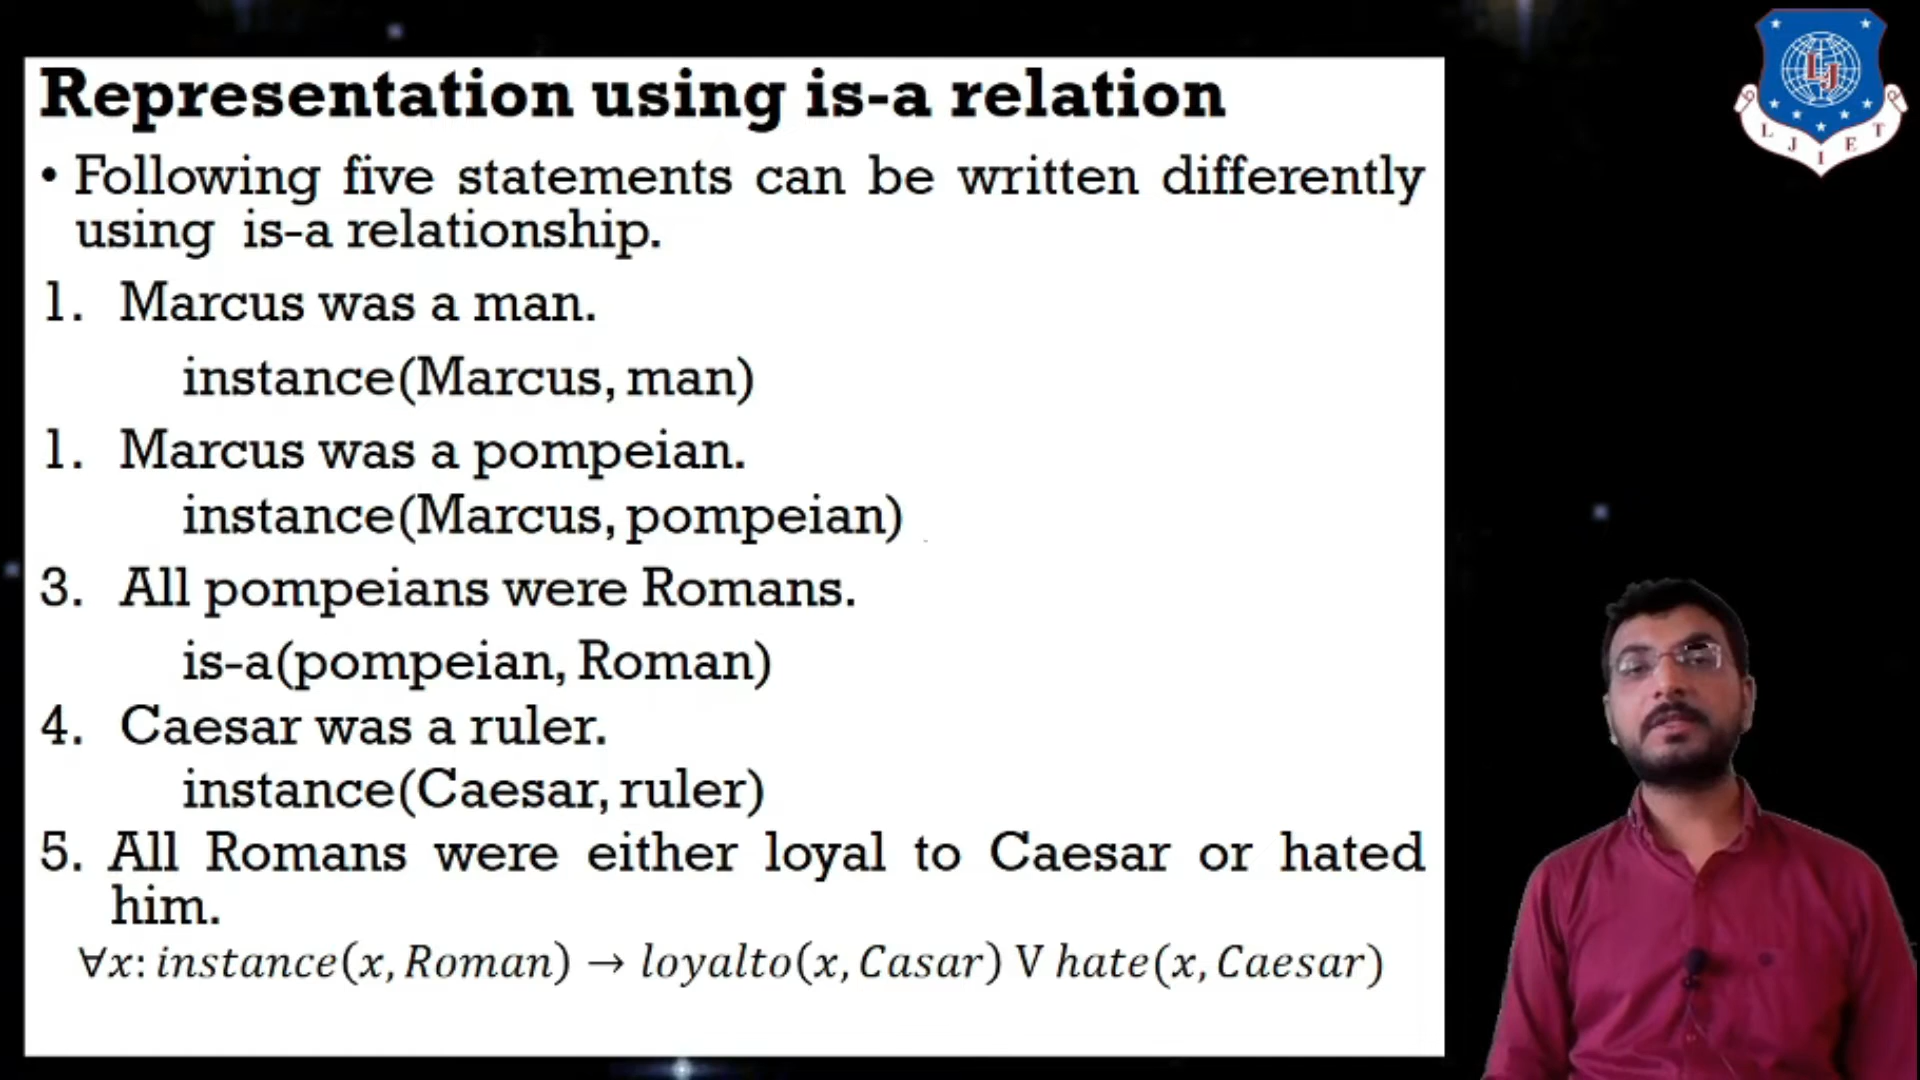 Representation using is-a relation
• Following five statements can be written differently
using is-a relationship.
1. Marcus was a man.
instance(Marcus, man)
1. Marcus was a pompeian.
instance(Marcus, pompeian)
3. All pompeians were Romans.
is-a(pompeian, Roman)
4. Caesar was a ruler.
instance(Caesar, ruler)
5. All Romans were either loyal to Caesar or hated
him.
∀x: instance(x, Roman) → loyalto(x, Casar) V hate(x, Caesar)
LJ
L J I E T